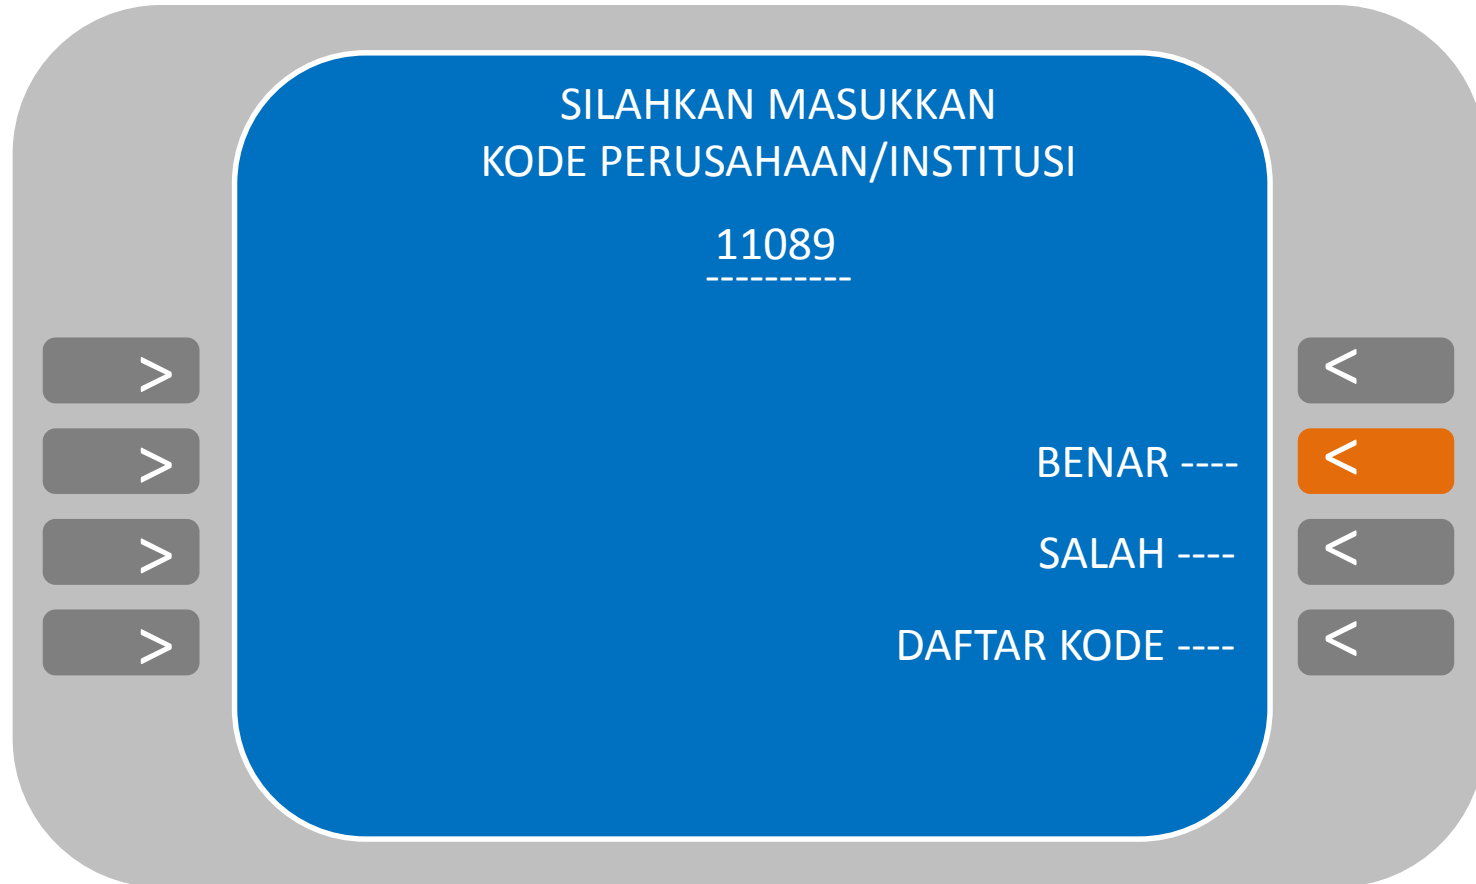 SILAHKAN MASUKKAN
KODE PERUSAHAAN/INSTITUSI
11089
----------
> <
> BENAR ---- <
> SALAH ---- <
> DAFTAR KODE ---- <